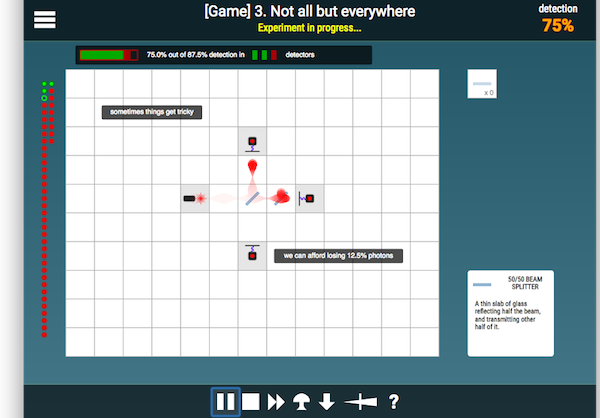 [Game] 3. Not all but everywhere
Experiment in progress...
detection
75%
75.0% out of 87.5% detection in detectors
x 0
sometimes things get tricky
we can afford losing 12.5% photons
50/50 BEAM
SPLITTER
A thin slab of glass
reflecting half the beam,
and transmitting other
half of it.
?